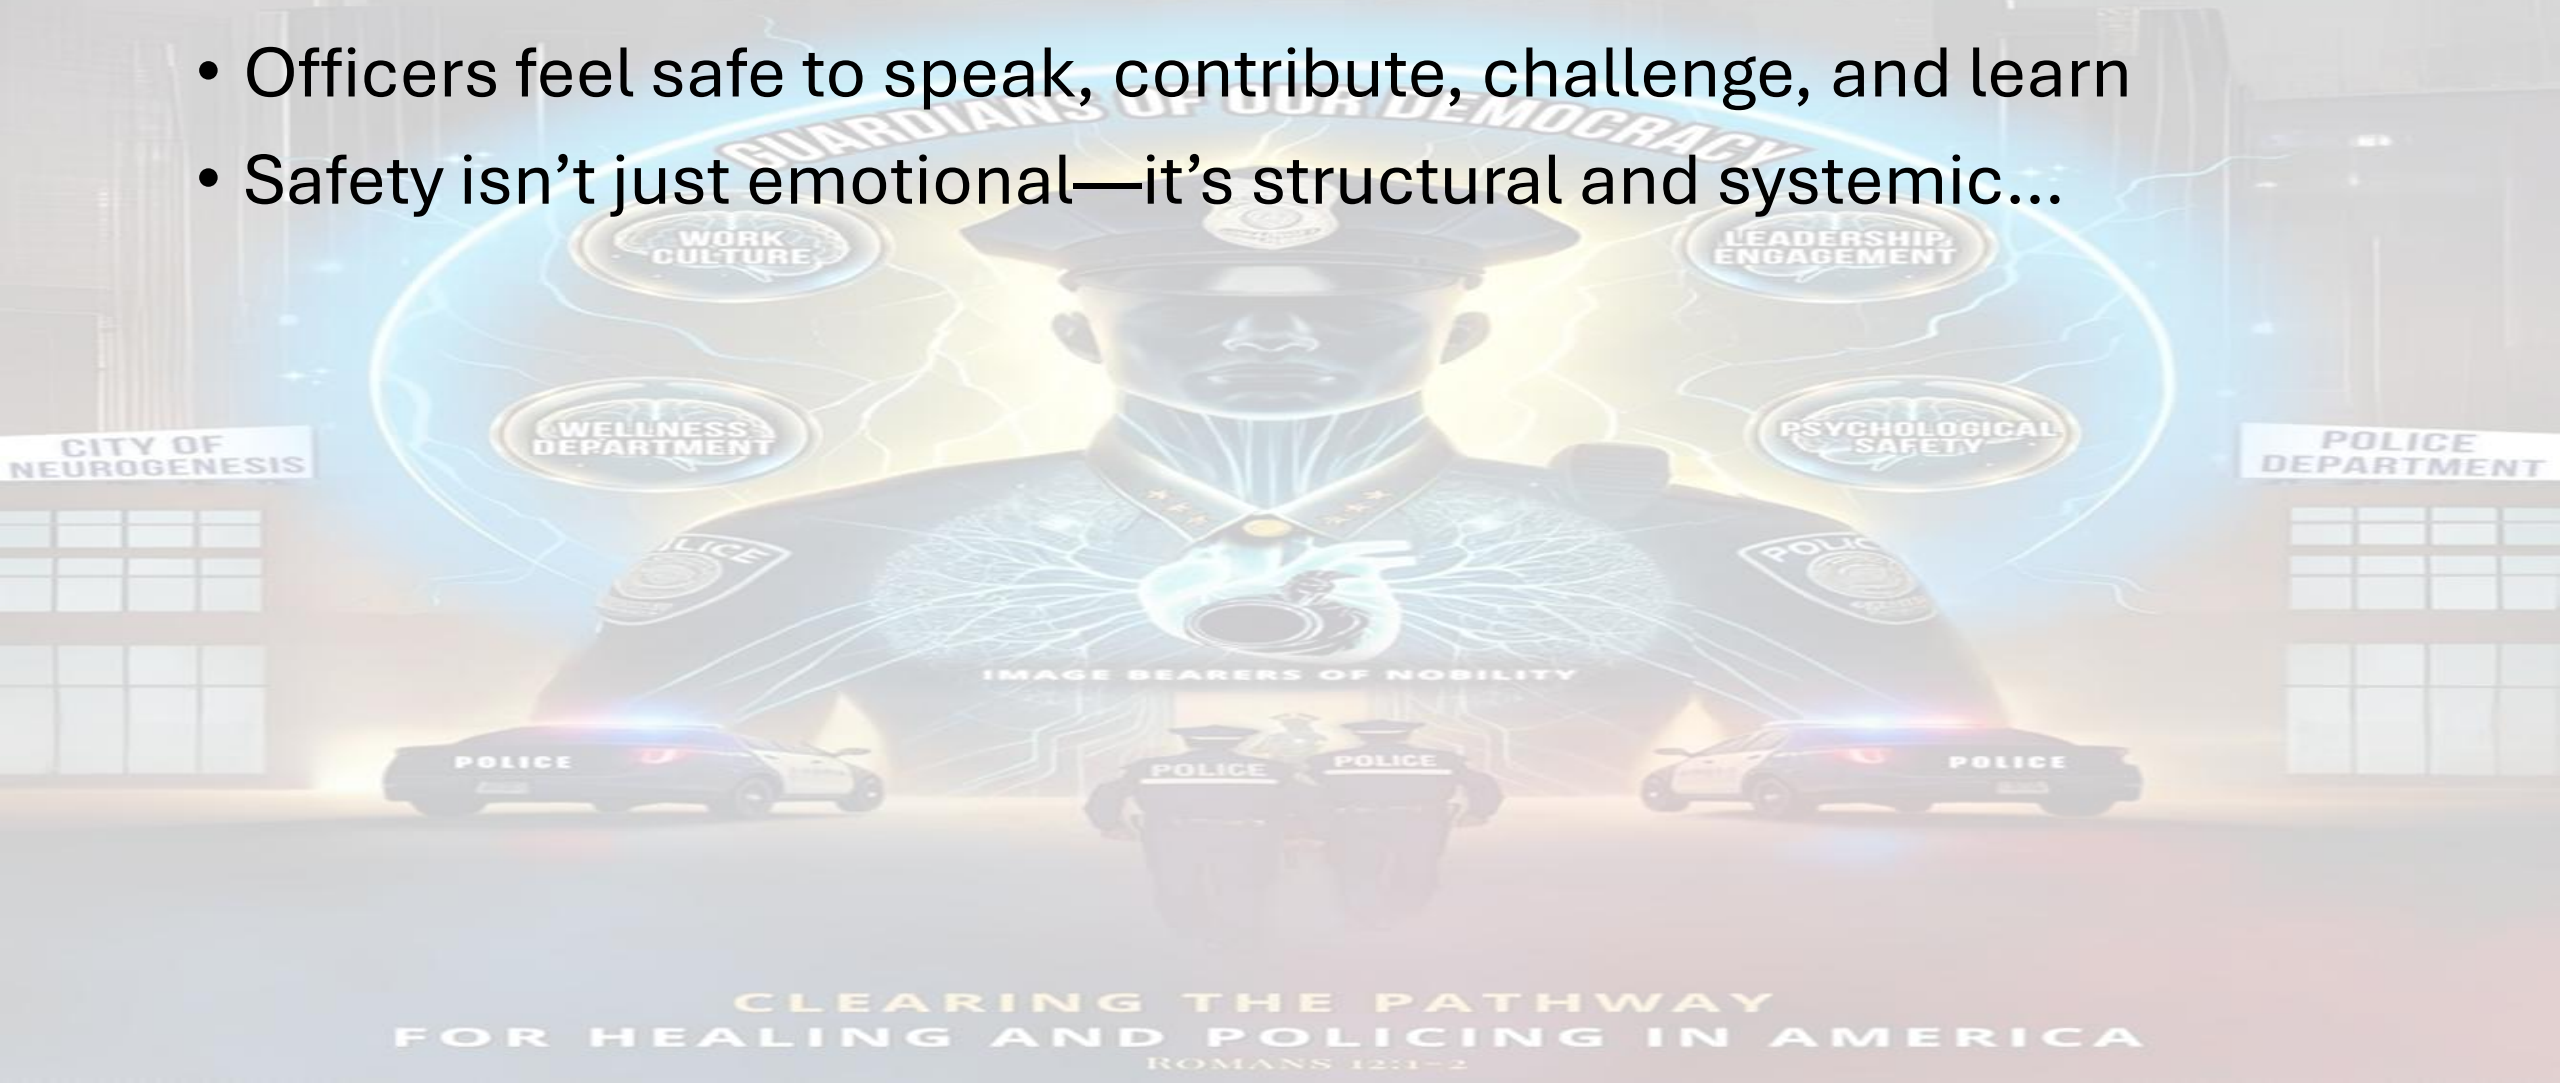 • Officers feel safe to speak, contribute, challenge, and learn
GUARDIANS OF OUR DEMOCRACY
• Safety isn’t just emotional—it’s structural and systemic…
WORK
CULTURE
LEADERSHIP
ENGAGEMENT
WELLNESS
DEPARTMENT
PSYCHOLOGICAL
SAFETY
CITY OF
NEUROGENESIS
POLICE
DEPARTMENT
POLICE
POLICE
IMAGE BEARERS OF NOBILITY
POLICE
POLICE
POLICE
POLICE
CLEARING THE PATHWAY
FOR HEALING AND POLICING IN AMERICA
ROMANS 12:1-2